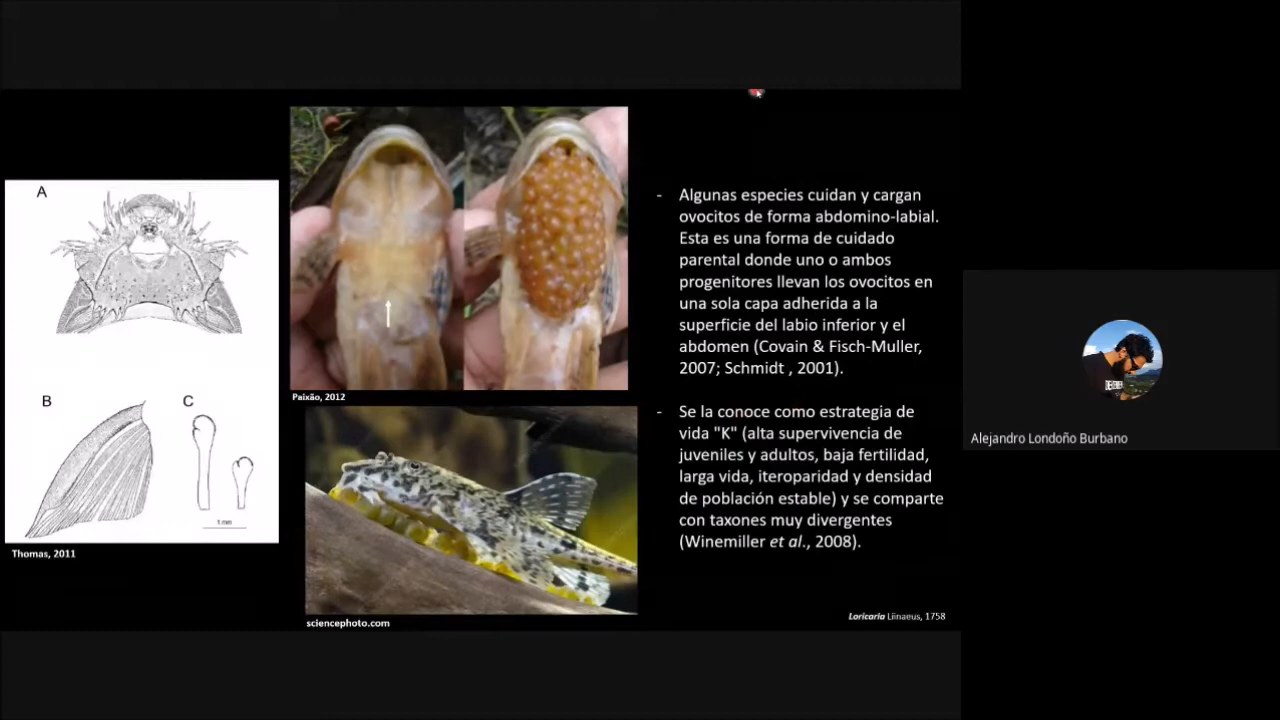 A
B
C
1 mm
Thomas, 2011
Paixão, 2012
sciencephoto.com
- Algunas especies cuidan y cargan
ovocitos de forma abdomino-labial.
Esta es una forma de cuidado
parental donde uno o ambos
progenitores llevan los ovocitos en
una sola capa adherida a la
superficie del labio inferior y el
abdomen (Covain & Fisch-Muller,
2007; Schmidt , 2001).
- Se la conoce como estrategia de
vida "K" (alta supervivencia de
juveniles y adultos, baja fertilidad,
larga vida, iteroparidad y densidad
de población estable) y se comparte
con taxones muy divergentes
(Winemiller et al., 2008).
Loricaria Liinaeus, 1758
Alejandro Londoño Burbano